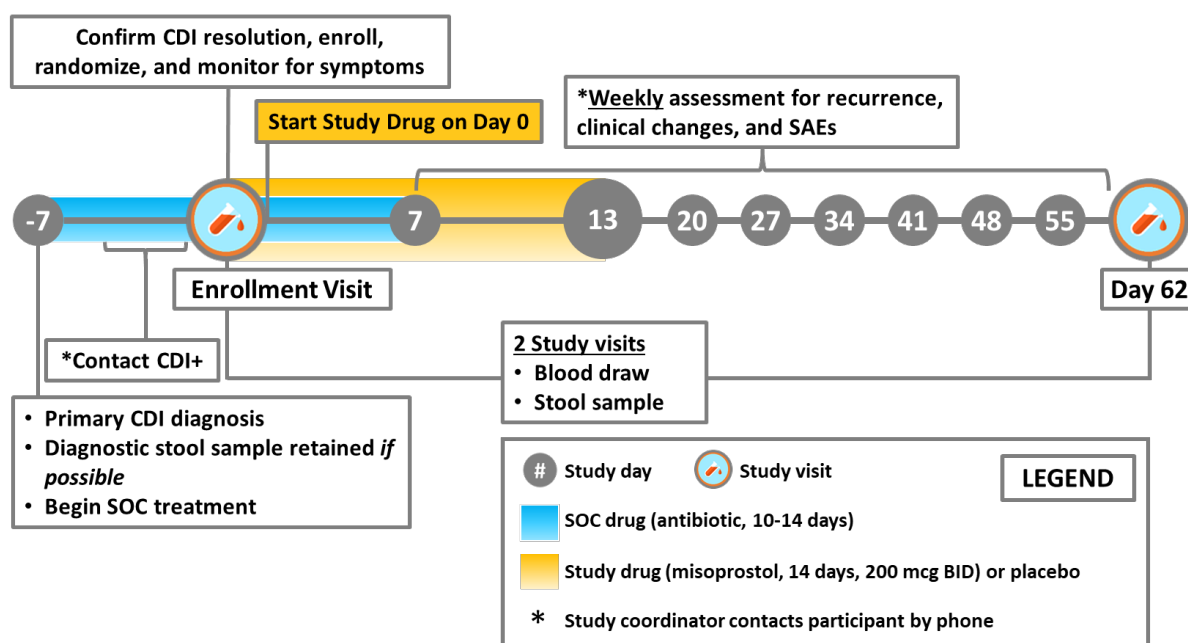 Confirm CDI resolution, enroll,
randomize, and monitor for symptoms
Start Study Drug on Day 0
*Weekly assessment for recurrence,
clinical changes, and SAEs
-7
7
13
20
27
34
41
48
55
Enrollment Visit
Day 62
*Contact CDI+
2 Study visits
• Blood draw
• Stool sample
• Primary CDI diagnosis
• Diagnostic stool sample retained if
possible
• Begin SOC treatment
# Study day
Study visit
LEGEND
SOC drug (antibiotic, 10-14 days)
Study drug (misoprostol, 14 days, 200 mcg BID) or placebo
* Study coordinator contacts participant by phone